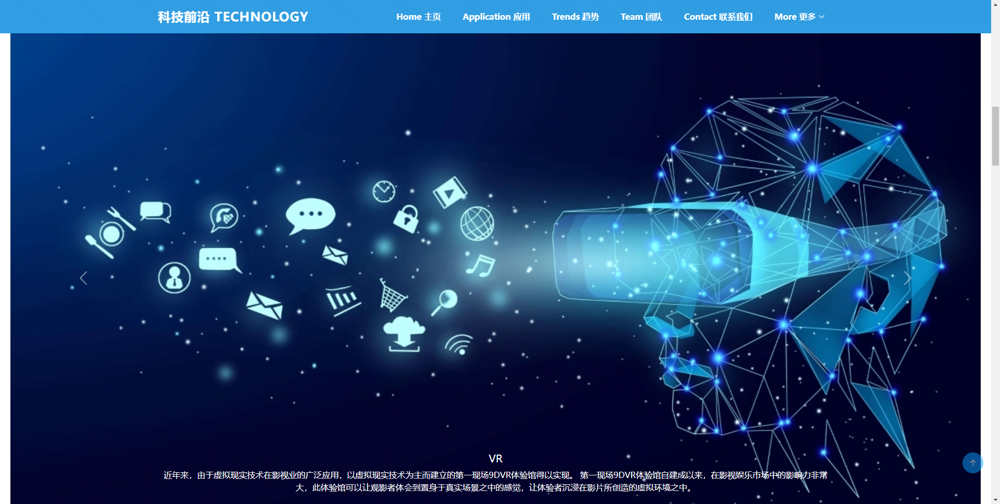 科技前沿 TECHNOLOGY
Home 主页 Application 应用 Trends 趋势 Team 团队 Contact 联系我们 More 更多
VR
近年来，由于虚拟现实技术在影视业的广泛应用，以虚拟现实技术为主而建立的第一现场9DVR体验馆得以实现。 第一现场9DVR体验馆自建成以来，在影视娱乐市场中的影响力非常
大，此体验馆可以让观影者体会到置身于真实场景之中的感觉，让体验者沉浸在影片所创造的虚拟环境之中。